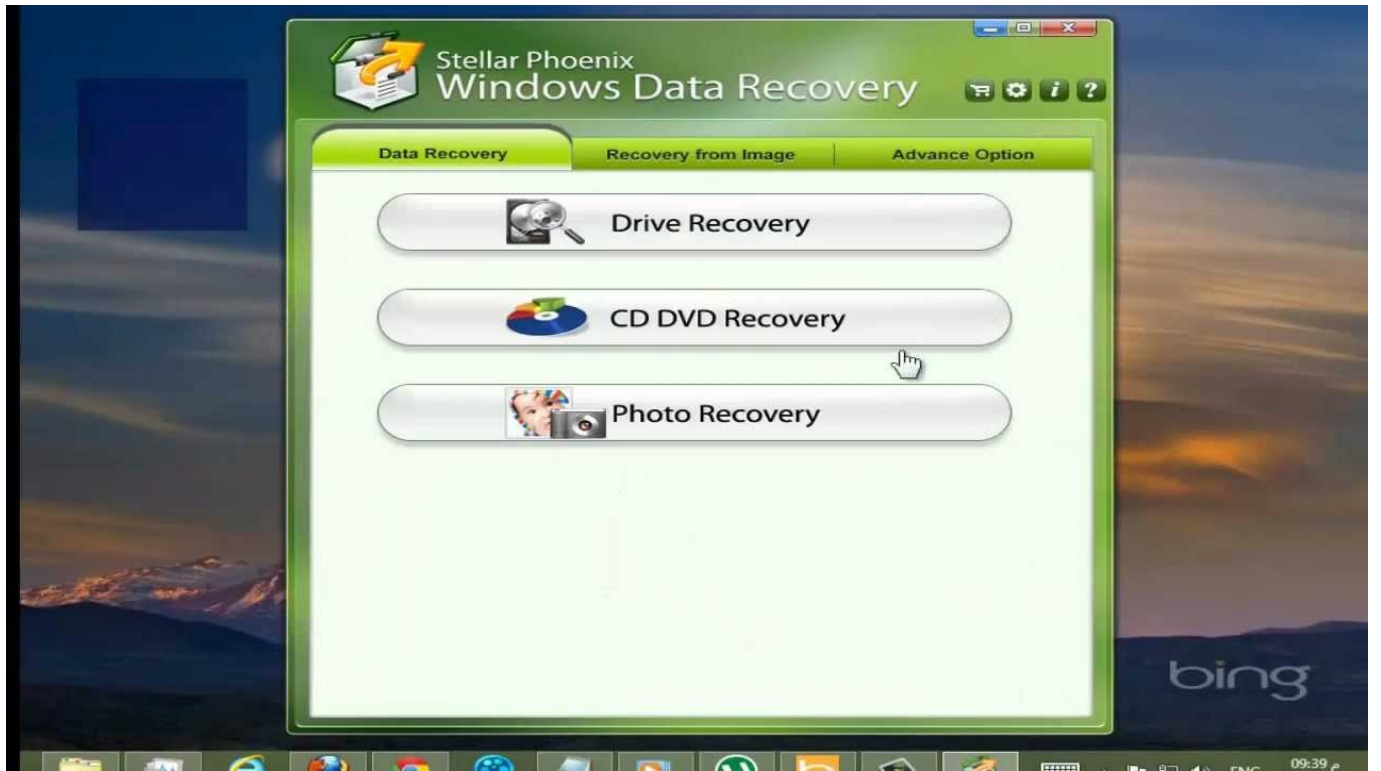 Stellar Phoenix
Windows Data Recovery
Data Recovery
Recovery from Image
Advance Option
Drive Recovery
CD DVD Recovery
Photo Recovery
bing
ENG
09:39 م